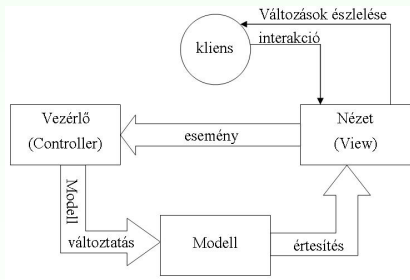 Változások észlelése
interakció
kliens
Vezérlő
(Controller)
esemény
Nézet
(View)
Modell
változtatás
Modell
értesítés